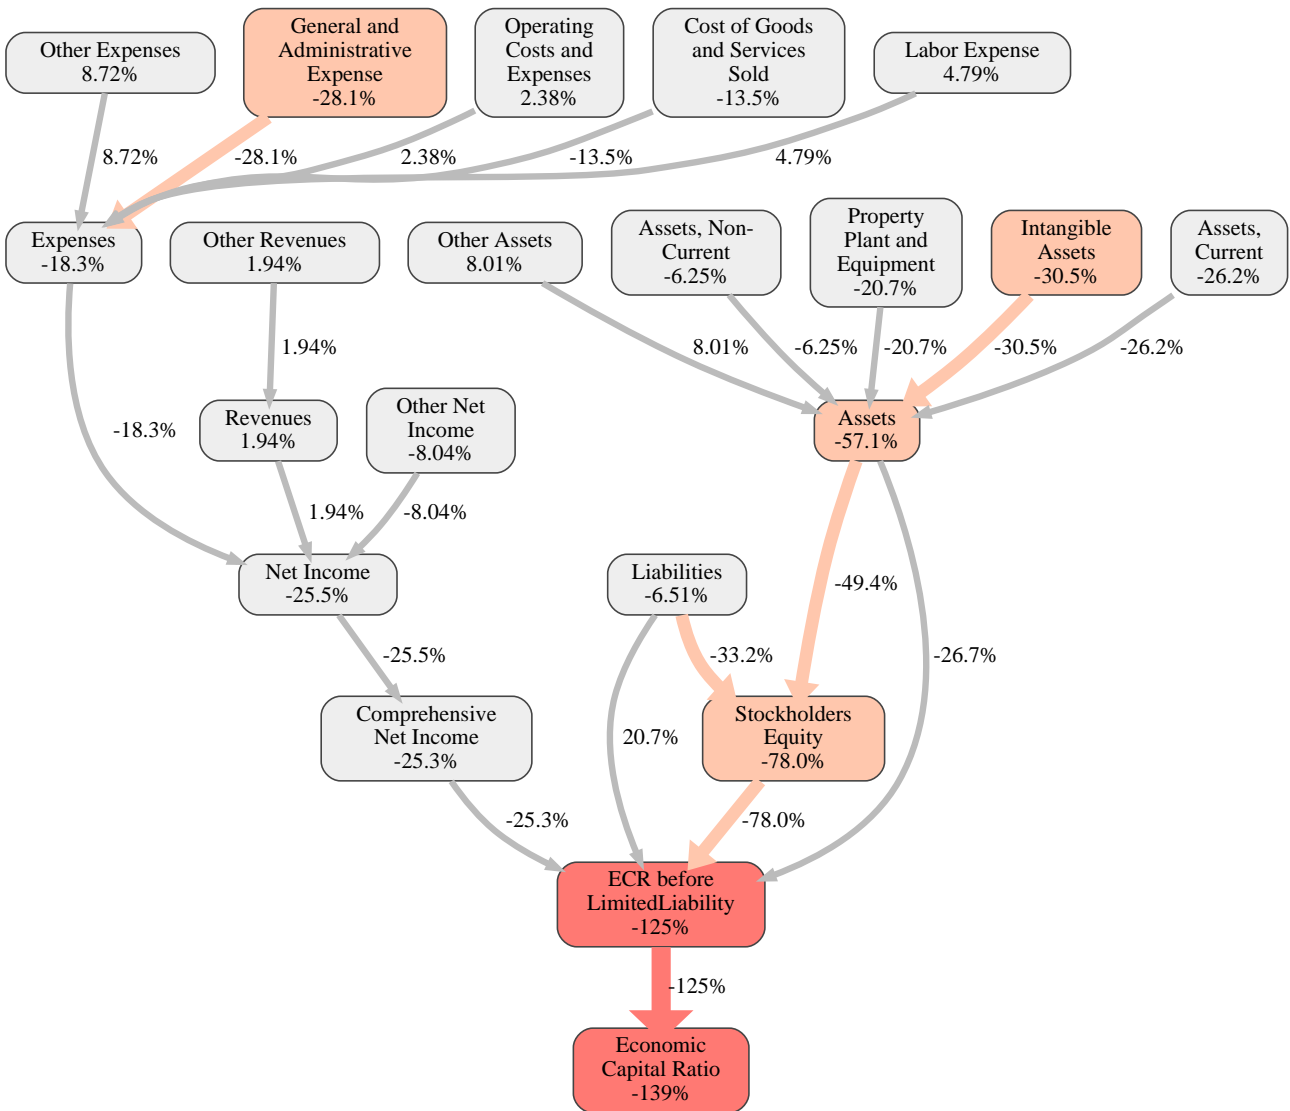 Other Expenses
8.72%
General and
Administrative
Expense
-28.1%
Operating
Costs and
Expenses
2.38%
Cost of Goods
and Services
Sold
-13.5%
Labor Expense
4.79%
8.72%
-28.1%
2.38%
-13.5%
4.79%
Expenses
-18.3%
Other Revenues
1.94%
Other Assets
8.01%
Assets, Non-
Current
-6.25%
Property
Plant and
Equipment
-20.7%
Intangible
Assets
-30.5%
Assets,
Current
-26.2%
1.94%
8.01%
-6.25%
-20.7%
-30.5%
-26.2%
-18.3%
Revenues
1.94%
Other Net
Income
-8.04%
Assets
-57.1%
1.94%
-8.04%
Net Income
-25.5%
Liabilities
-6.51%
-49.4%
-25.5%
-33.2%
-26.7%
Comprehensive
Net Income
-25.3%
20.7%
Stockholders
Equity
-78.0%
-25.3%
-78.0%
ECR before
LimitedLiability
-125%
-125%
Economic
Capital Ratio
-139%